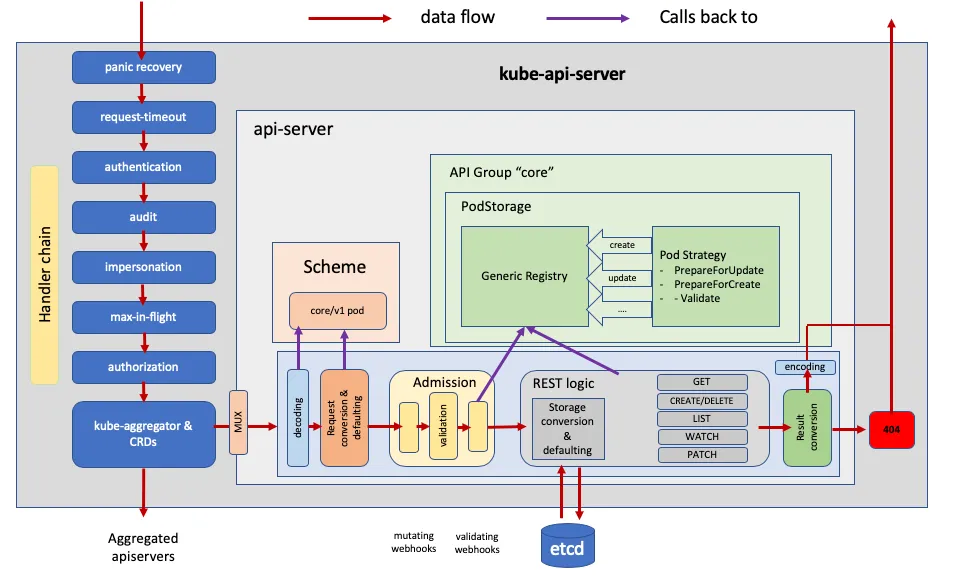 data flow
Calls back to
kube-api-server
panic recovery
request-timeout
authentication
audit
impersonation
max-in-flight
authorization
kube-aggregator &
CRDs
Handler chain
Aggregated
apiservers
MUX
api-server
API Group “core”
PodStorage
Generic Registry
create
update
....
Pod Strategy
- PrepareForUpdate
- PrepareForCreate
- - Validate
Scheme
core/v1 pod
decoding
Request
conversion &
defaulting
Admission
validation
REST logic
Storage
conversion
&
defaulting
GET
CREATE/DELETE
LIST
WATCH
PATCH
encoding
Result
conversion
404
mutating
webhooks
validating
webhooks
etcd